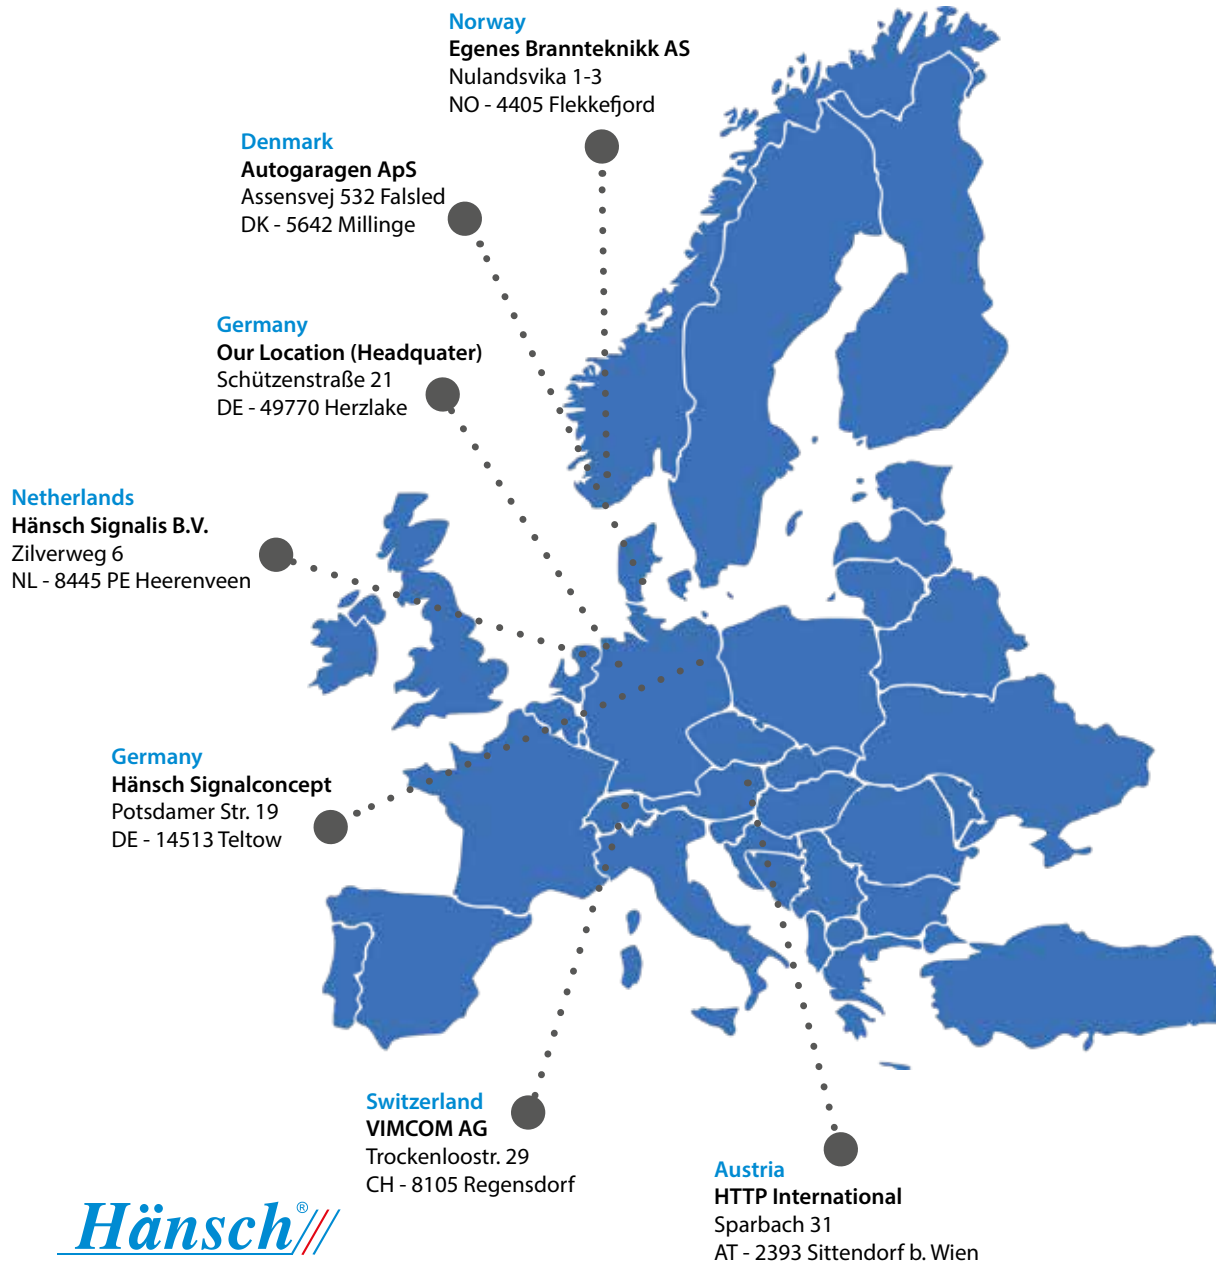 Norway
Egenes Brannteknikk AS
Nulandsvika 1-3
NO - 4405 Flekkefjord
Denmark
Autogaragen ApS
Assensvej 532 Falsled
DK - 5642 Millinge
Germany
Our Location (Headquater)
Schützenstraße 21
DE - 49770 Herzlake
Netherlands
Hänsch Signalis B.V.
Zilverweg 6
NL - 8445 PE Heerenveen
Germany
Hänsch Signalconcept
Potsdamer Str. 19
DE - 14513 Teltow
Switzerland
VIMCOM AG
Trockenloostr. 29
CH - 8105 Regensdorf
Austria
HTTP International
Sparbach 31
AT - 2393 Sittendorf b. Wien
Hänsch®